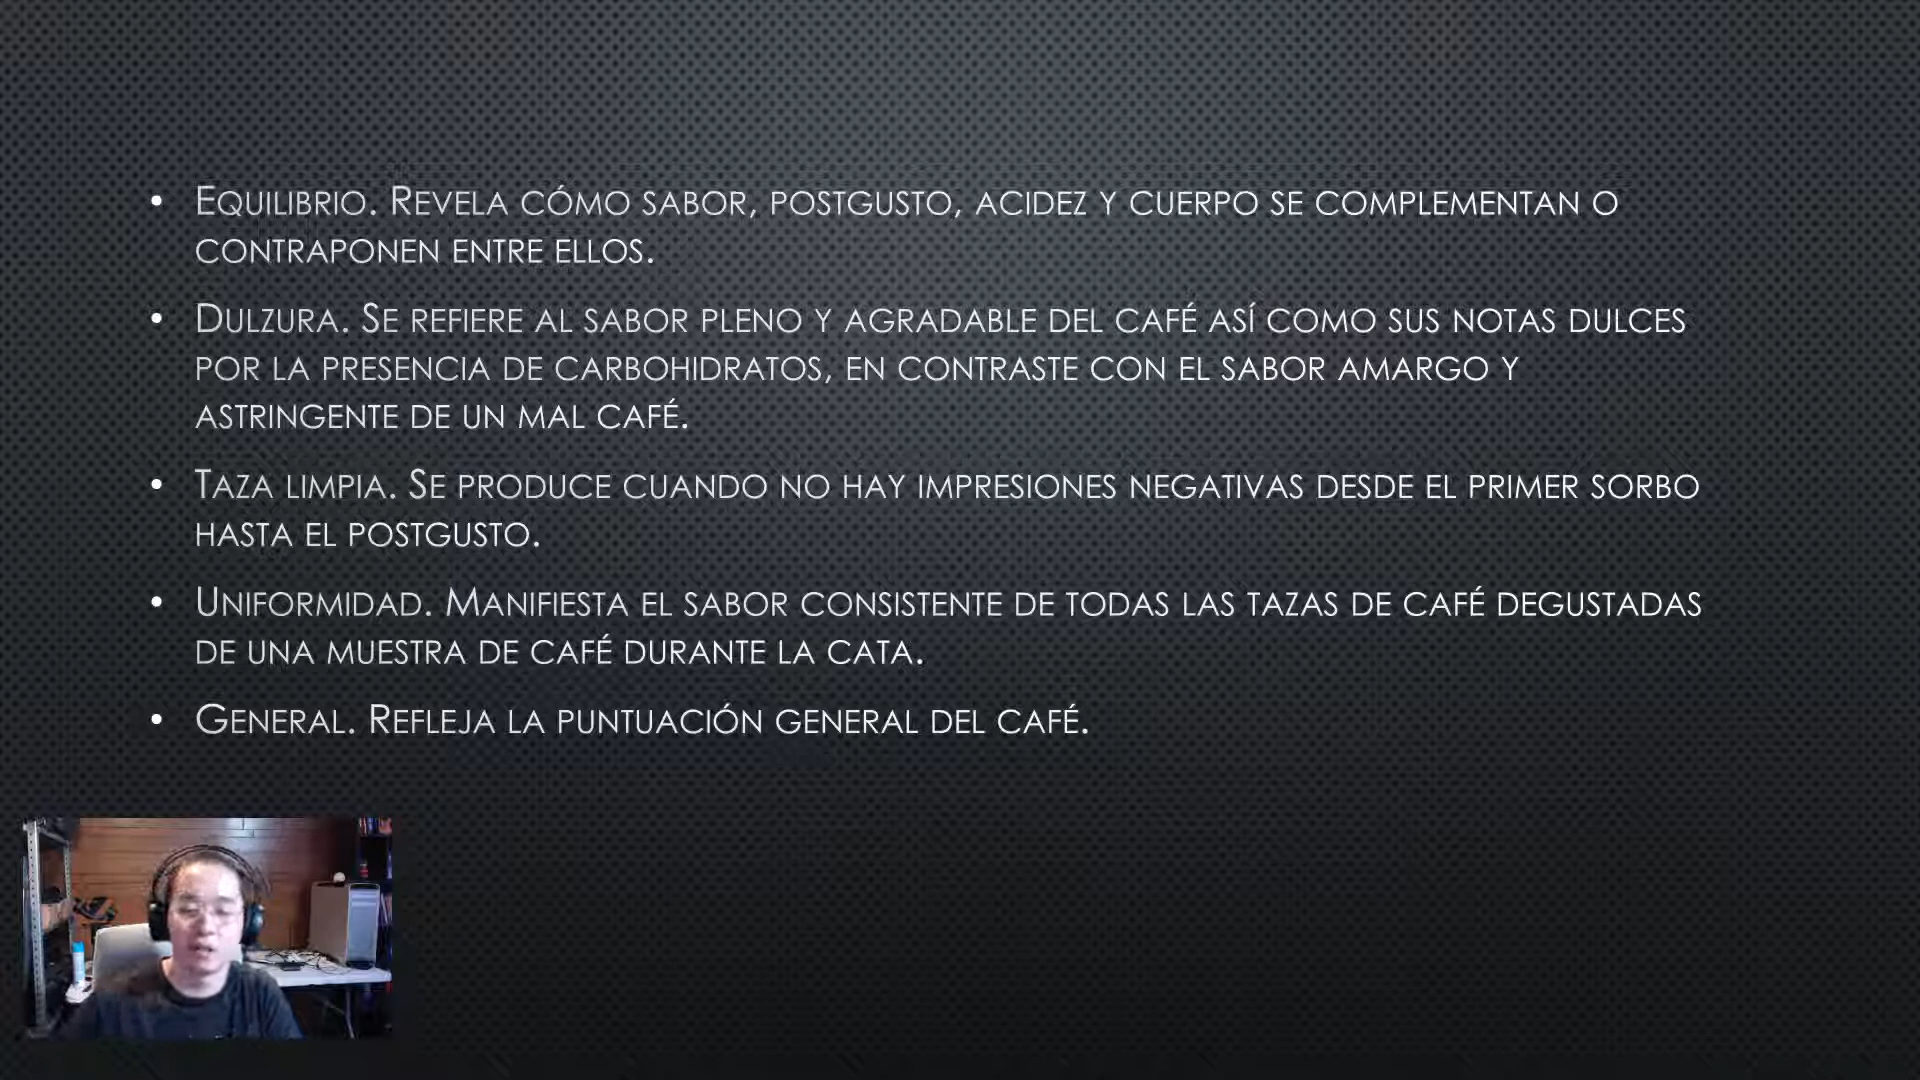 • Equilibrio. Revela cómo sabor, postgusto, acidez y cuerpo se complementan o
contraponen entre ellos.
• Dulzura. Se refiere al sabor pleno y agradable del café así como sus notas dulces
por la presencia de carbohidratos, en contraste con el sabor amargo y
astringente de un mal café.
• Taza limpia. Se produce cuando no hay impresiones negativas desde el primer sorbo
hasta el postgusto.
• Uniformidad. Manifiesta el sabor consistente de todas las tazas de café degustadas
de una muestra de café durante la cata.
• General. Refleja la puntuación general del café.